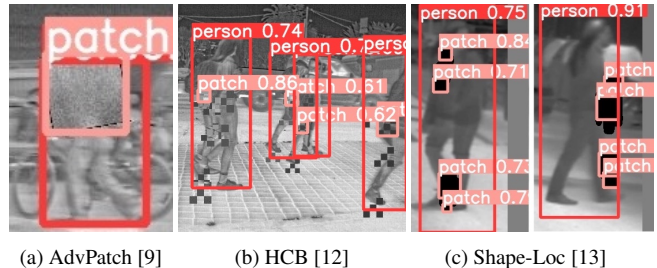 patch
person 0.74
person 0.7
person
patch 0.86
0.61
patch 0.62
person 0.75
patch 0.84
patch 0.71
patch 0.7
patch 0.7
person 0.91
patch
patch
patch
patch
(a) AdvPatch [9]
(b) HCB [12]
(c) Shape-Loc [13]